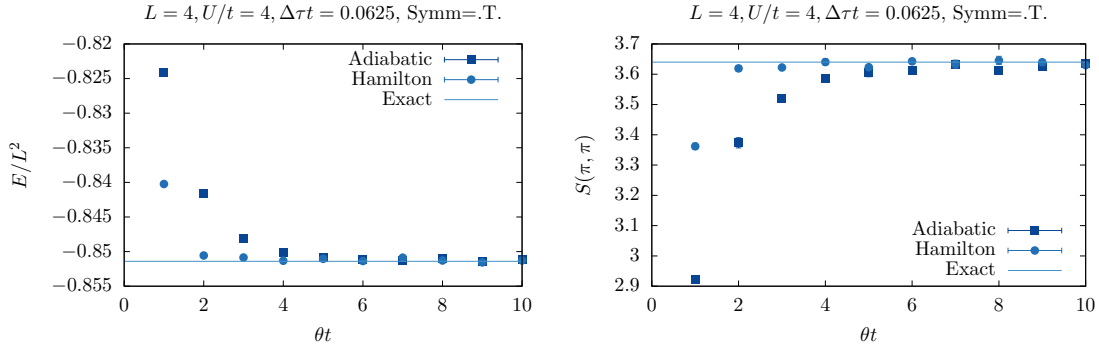 L = 4, U/t = 4, Δτt = 0.0625, Symm=.T.
E/L²
−0.82
−0.825
−0.83
−0.835
−0.84
−0.845
−0.85
−0.855
0 2 4 6 8 10
θt
Adiabatic
Hamilton
Exact
L = 4, U/t = 4, Δτt = 0.0625, Symm=.T.
S(π, π)
3.7
3.6
3.5
3.4
3.3
3.2
3.1
3
2.9
0 2 4 6 8 10
θt
Adiabatic
Hamilton
Exact